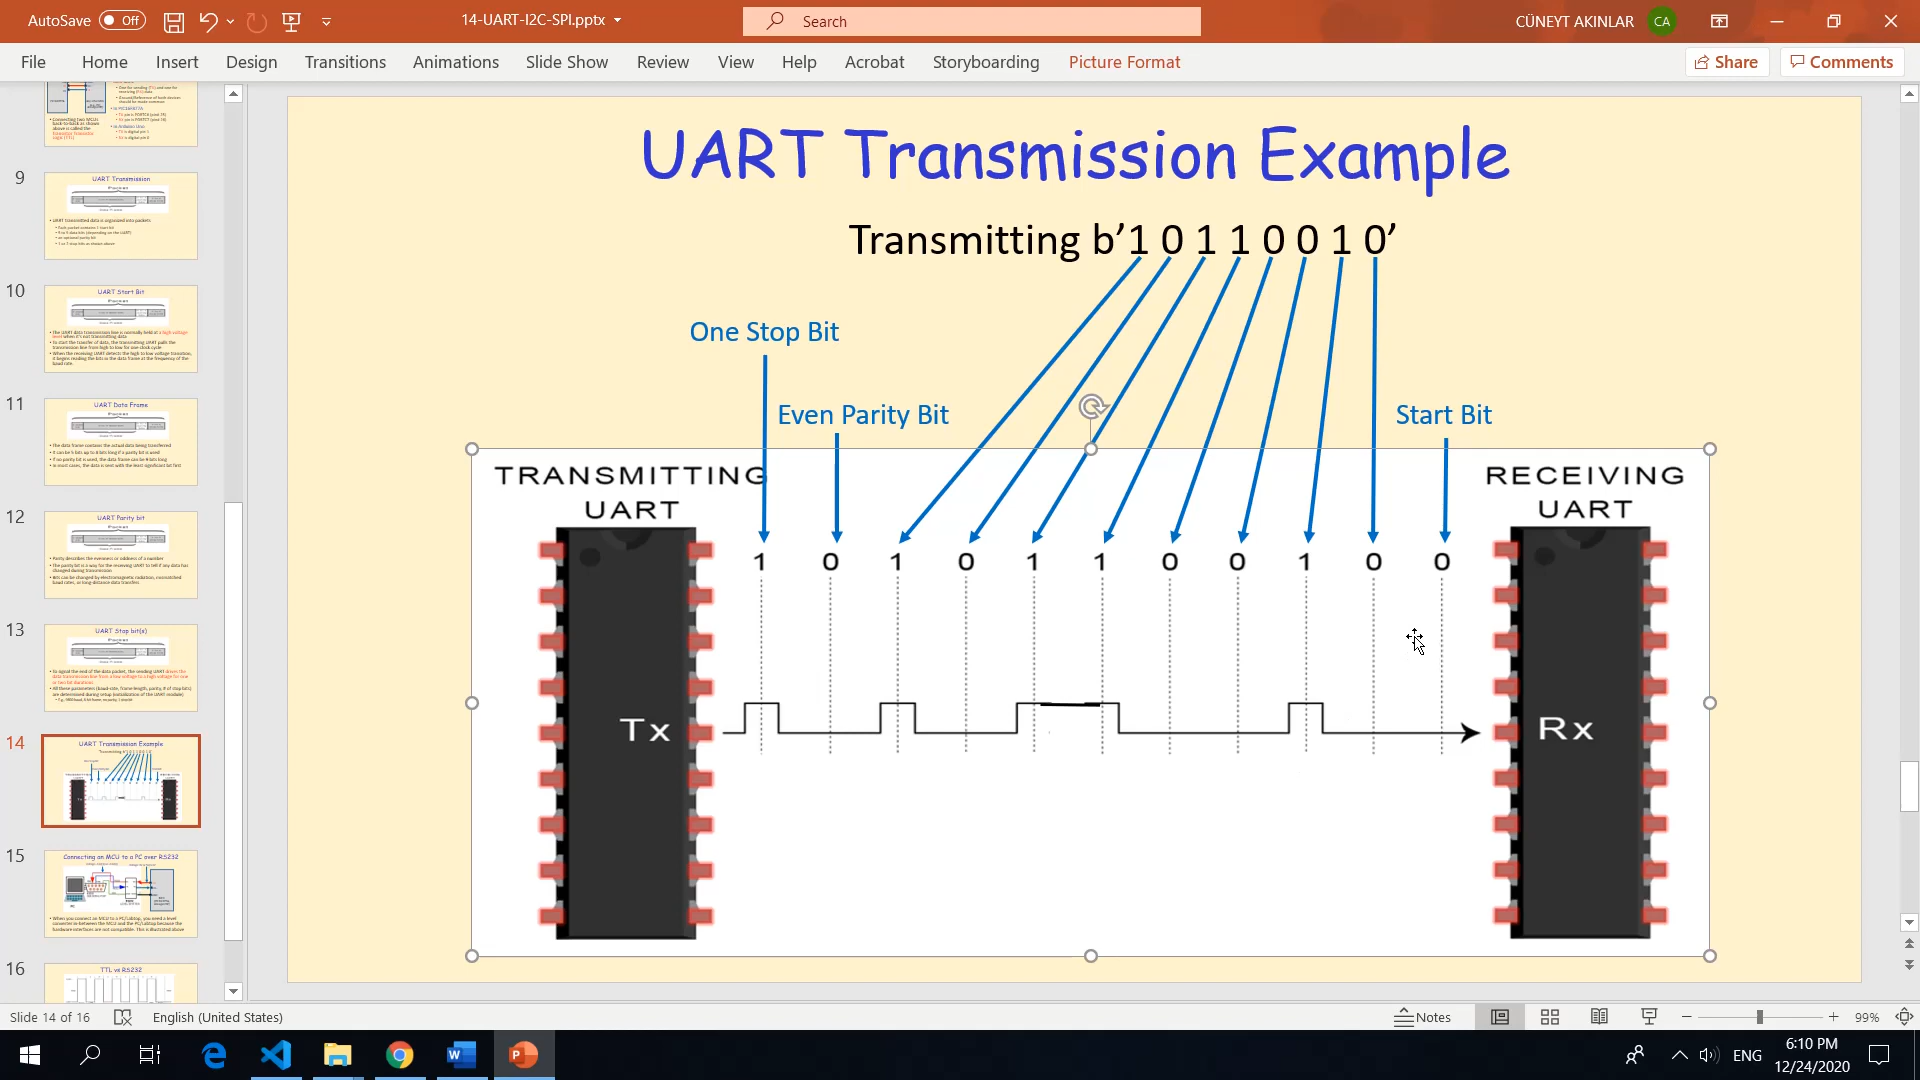 AutoSave Off
14-UART-I2C-SPI.pptx
Search
CÜNEYT AKINLAR CA
File Home Insert Design Transitions Animations Slide Show Review View Help Acrobat Storyboarding Picture Format Share Comments
9
UART Transmission
10
UART Start Bit
11
UART Data Frame
12
UART Parity bit
13
UART Stop bit(s)
14
UART Transmission Example
15
Connecting an MCU to a PC over RS232
16
TTL vs RS232
UART Transmission Example
Transmitting b’1 0 1 1 0 0 1 0’
One Stop Bit
Even Parity Bit
Start Bit
TRANSMITTING
UART
RECEIVING
UART
1 0 1 0 1 1 0 0 1 0 0
Tx
Rx
Slide 14 of 16
English (United States)
Notes
99%
ENG
6:10 PM
12/24/2020